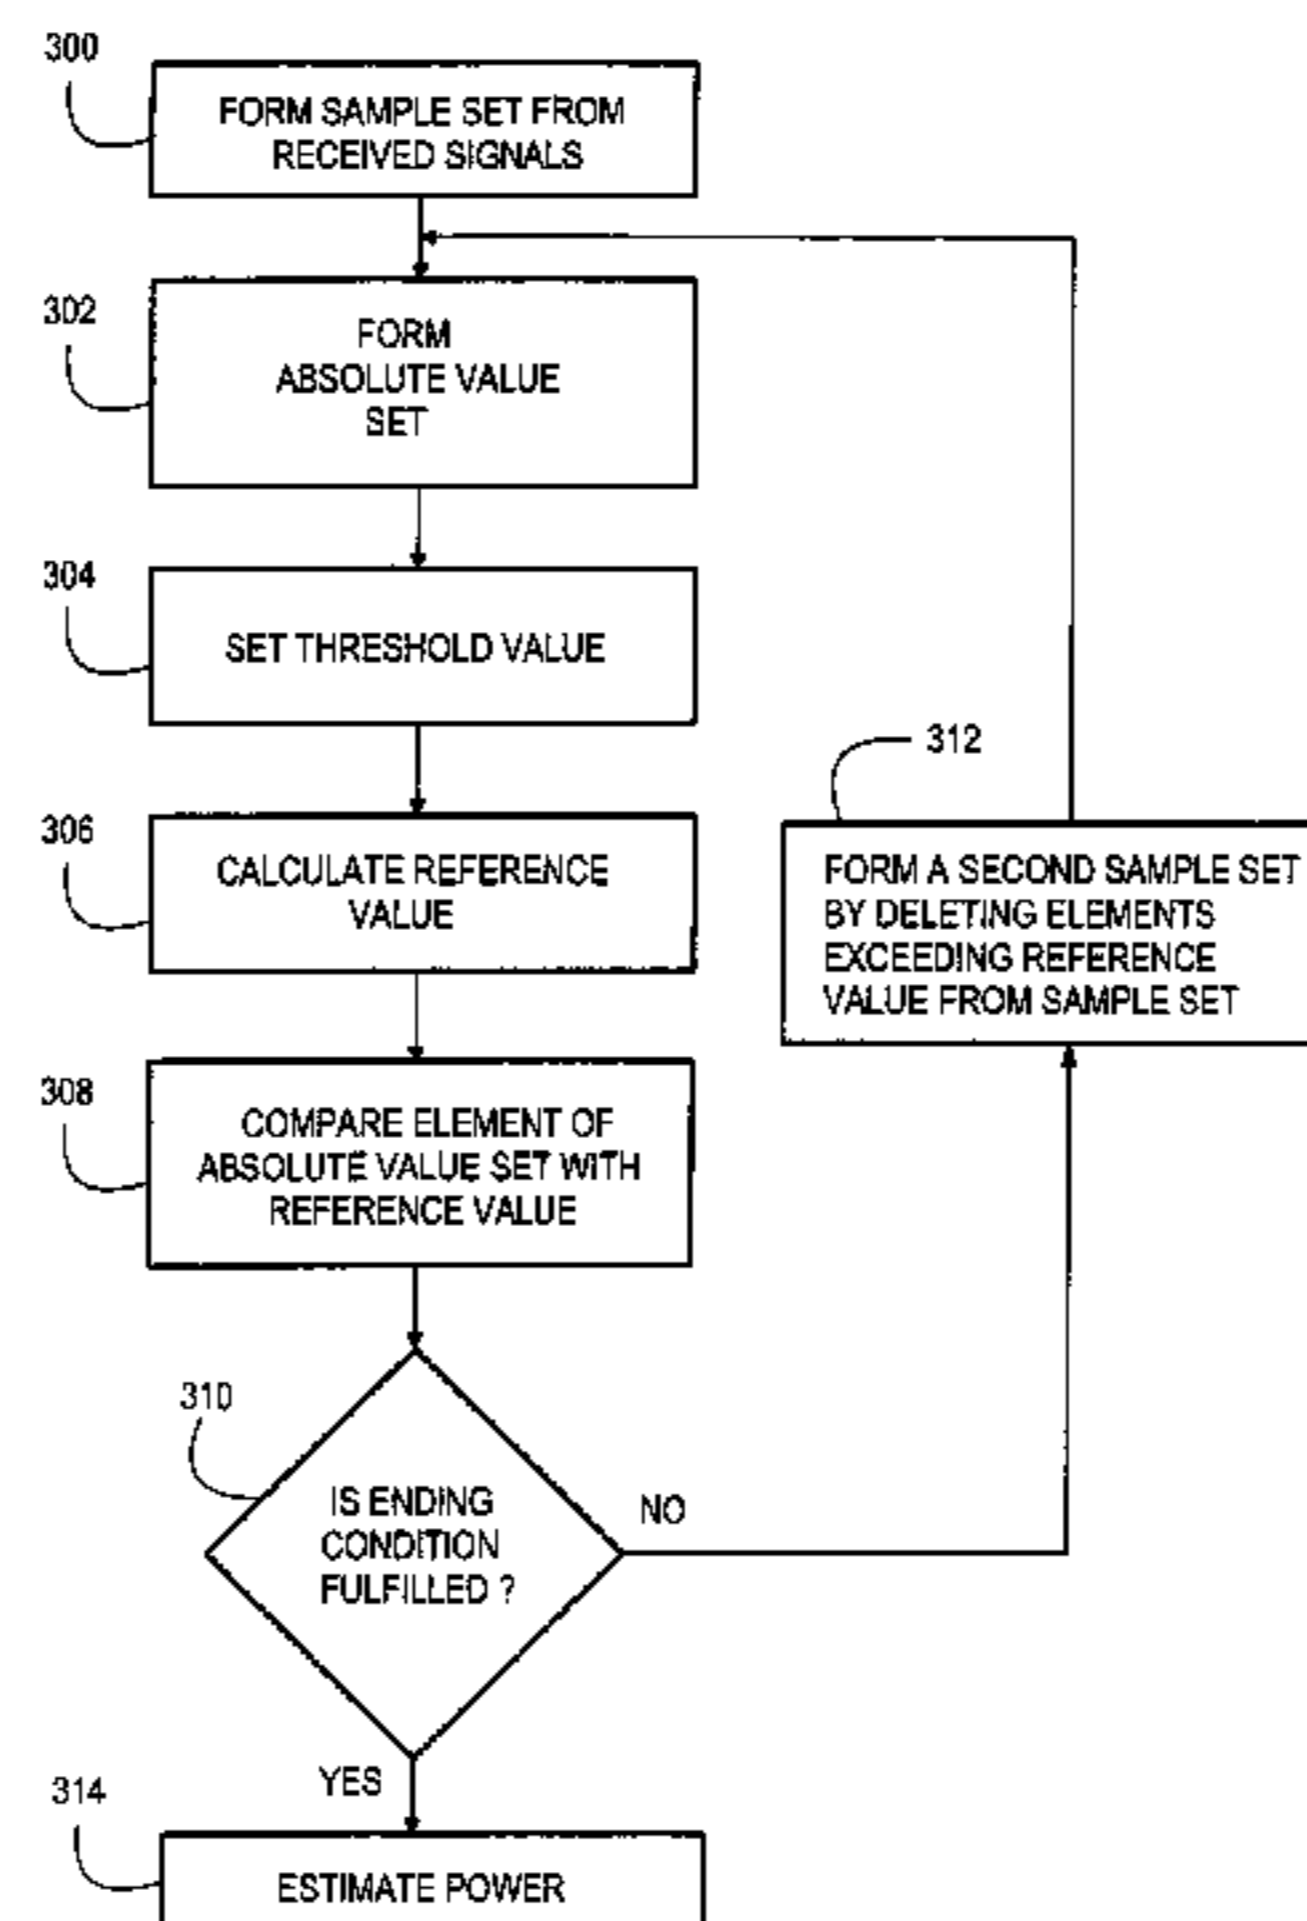 300
FORM SAMPLE SET FROM
RECEIVED SIGNALS
302
FORM
ABSOLUTE VALUE
SET
304
SET THRESHOLD VALUE
312
306
CALCULATE REFERENCE
VALUE
FORM A SECOND SAMPLE SET
BY DELETING ELEMENTS
EXCEEDING REFERENCE
VALUE FROM SAMPLE SET
308
COMPARE ELEMENT OF
ABSOLUTE VALUE SET WITH
REFERENCE VALUE
310
IS ENDING
CONDITION
FULFILLED ?
NO
YES
314
ESTIMATE POWER